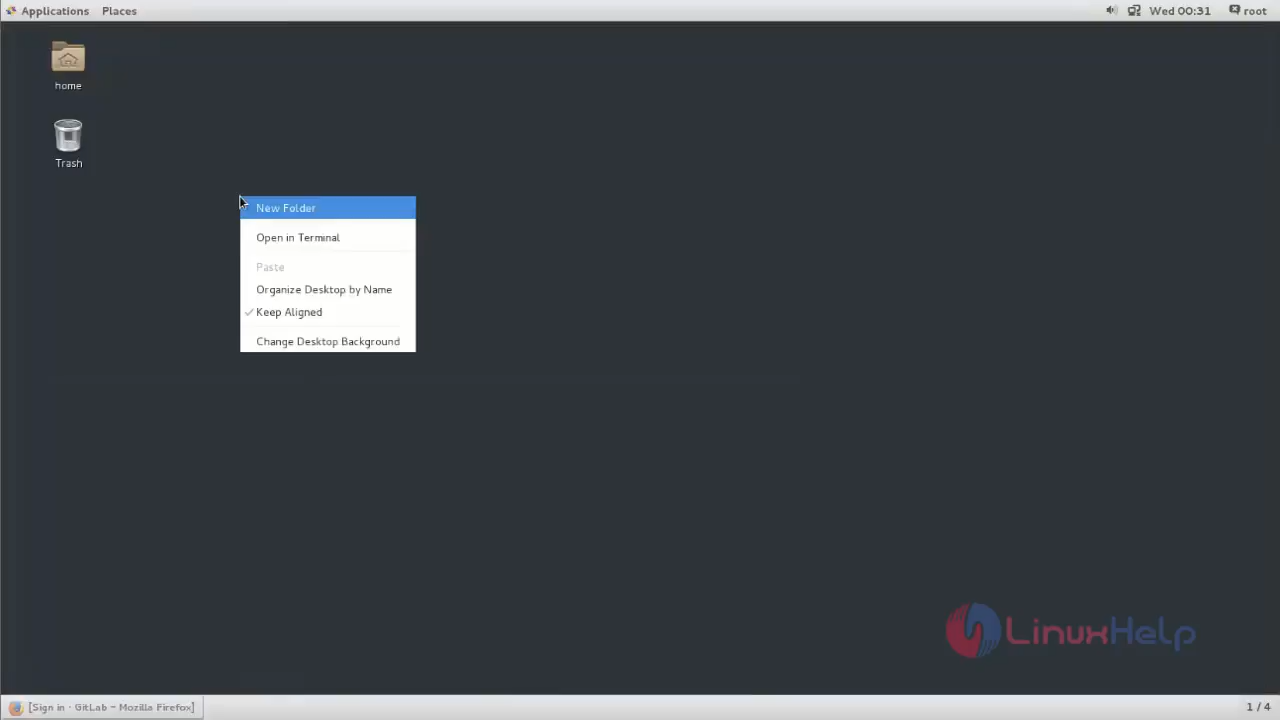 Applications Places Wed 00:31 root
home
Trash
New Folder
Open in Terminal
Paste
Organize Desktop by Name
Keep Aligned
Change Desktop Background
LinuxHelp
[Sign in · GitLab - Mozilla Firefox] 1 / 4